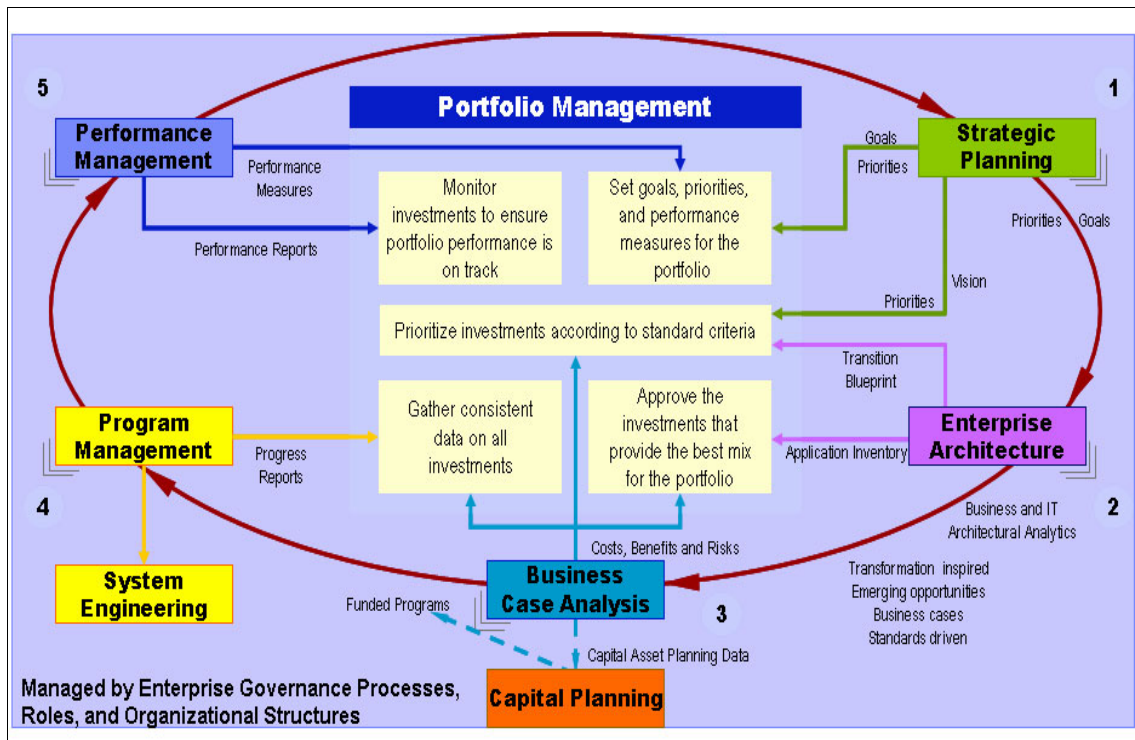 5
1
Portfolio Management
Performance
Management
Strategic
Planning
Performance
Measures
Goals
Priorities
Monitor
investments to ensure
portfolio performance is
on track
Set goals, priorities,
and performance
measures for the
portfolio
Performance Reports
Priorities
Goals
Vision
Priorities
Prioritize investments according to standard criteria
Transition
Blueprint
Program
Management
Progress
Reports
Gather consistent
data on all
investments
Approve the
investments that
provide the best mix
for the portfolio
Application Inventory
Enterprise
Architecture
4
2
Business and IT
Architectural Analytics
Costs, Benefits and Risks
Transformation inspired
Emerging opportunities
Business cases
Standards driven
System
Engineering
Business
Case Analysis
3
Funded Programs
Capital Asset Planning Data
Capital Planning
Managed by Enterprise Governance Processes,
Roles, and Organizational Structures